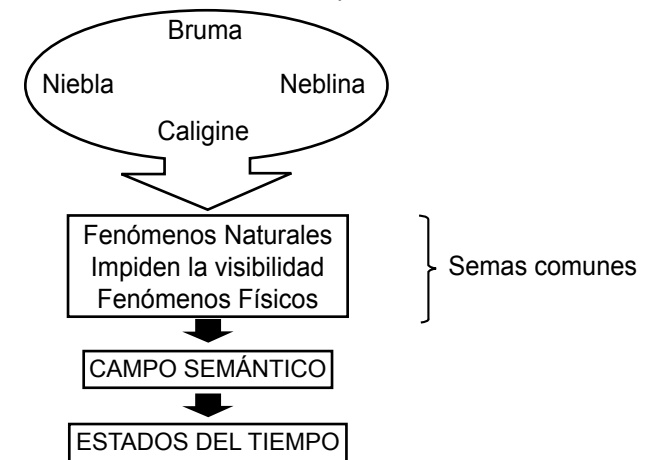 Bruma
Niebla Neblina
Caligine
Fenómenos Naturales
Impiden la visibilidad
Fenómenos Físicos
Semas comunes
CAMPO SEMÁNTICO
ESTADOS DEL TIEMPO